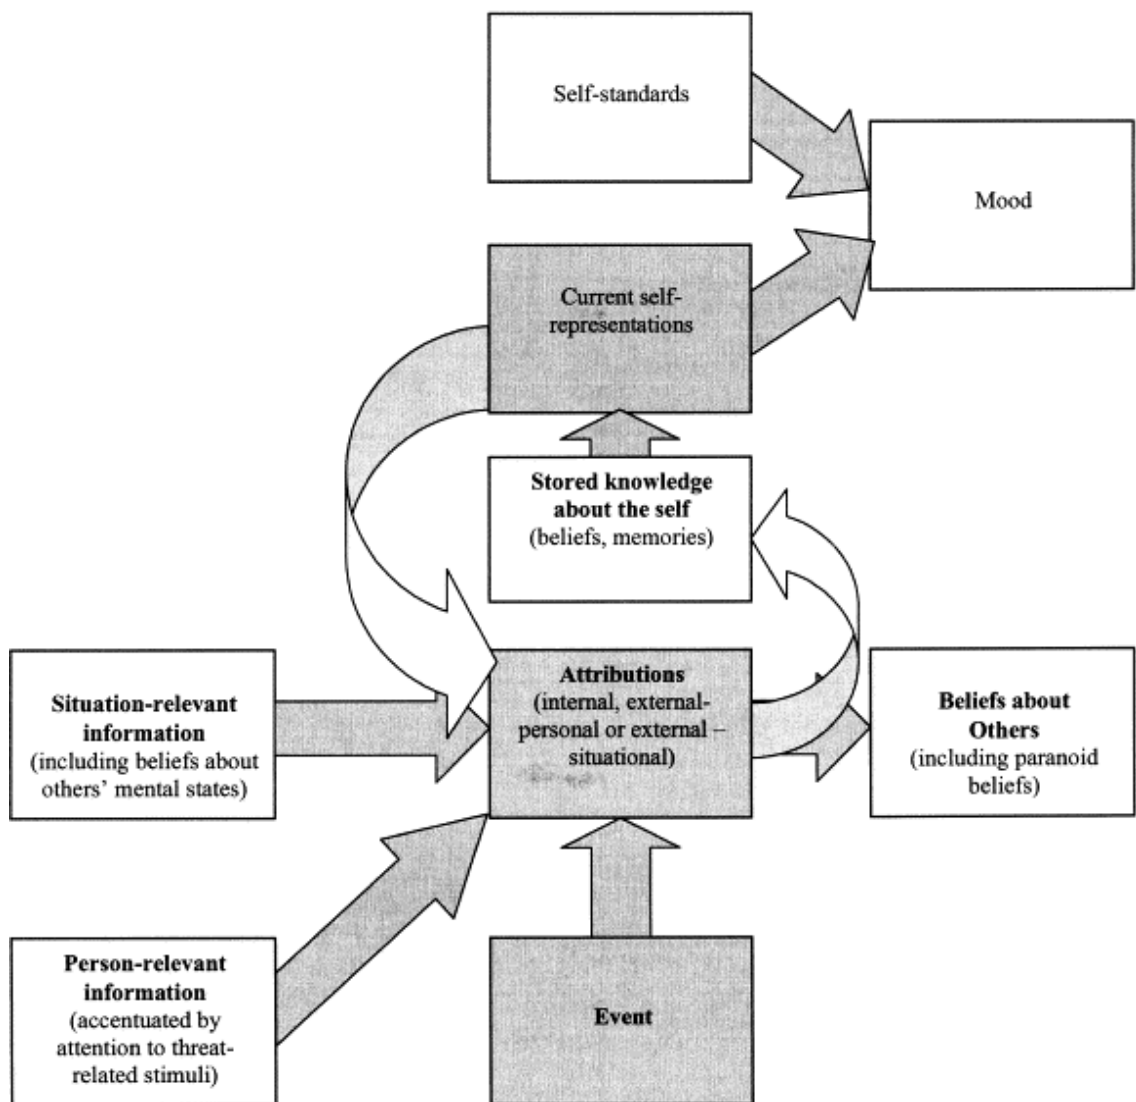 Self-standards
Mood
Current self-
representations
Stored knowledge
about the self
(beliefs, memories)
Situation-relevant
information
(including beliefs about
others’ mental states)
Attributions
(internal, external-
personal or external –
situational)
Beliefs about
Others
(including paranoid
beliefs)
Person-relevant
information
(accentuated by
attention to threat-
related stimuli)
Event